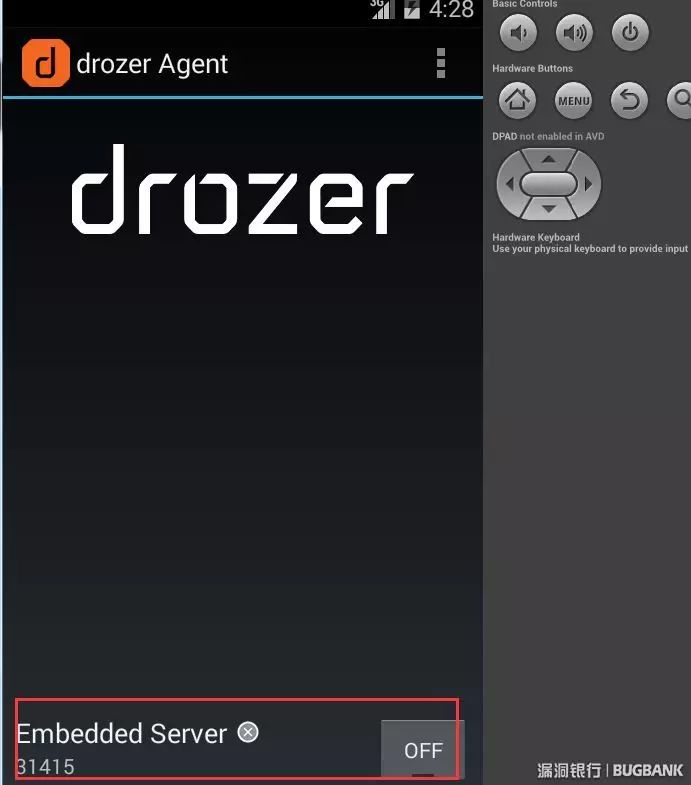 3G 4:28
drozer Agent
drozer
Embedded Server
31415
OFF
Basic Controls
Hardware Buttons
MENU
DPAD not enabled in AVD
Hardware Keyboard
Use your physical keyboard to provide input
漏洞银行 | BUGBANK